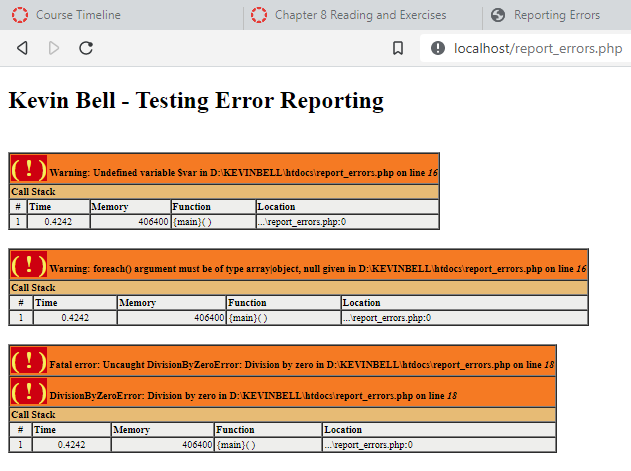 Course Timeline Chapter 8 Reading and Exercises Reporting Errors
localhost/report_errors.php
Kevin Bell - Testing Error Reporting
( ! ) Warning: Undefined variable $var in D:\KEVINBELL\htdocs\report_errors.php on line 16
Call Stack
# Time Memory Function Location
1 0.4242 406400 {main}( ) ...\report_errors.php:0
( ! ) Warning: foreach() argument must be of type array|object, null given in D:\KEVINBELL\htdocs\report_errors.php on line 16
Call Stack
# Time Memory Function Location
1 0.4242 406400 {main}( ) ...\report_errors.php:0
( ! ) Fatal error: Uncaught DivisionByZeroError: Division by zero in D:\KEVINBELL\htdocs\report_errors.php on line 18
( ! ) DivisionByZeroError: Division by zero in D:\KEVINBELL\htdocs\report_errors.php on line 18
Call Stack
# Time Memory Function Location
1 0.4242 406400 {main}( ) ...\report_errors.php:0